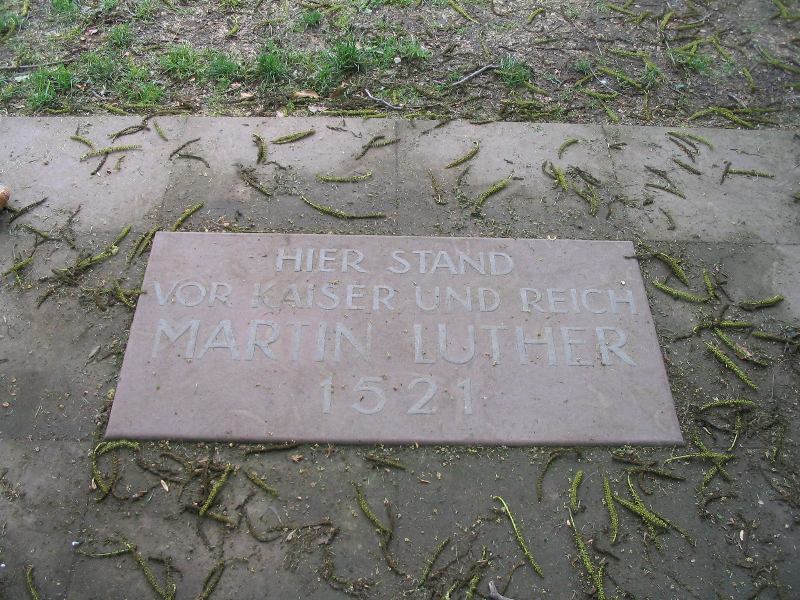 HIER STAND
VOR KAISER UND REICH
MARTIN LUTHER
1521